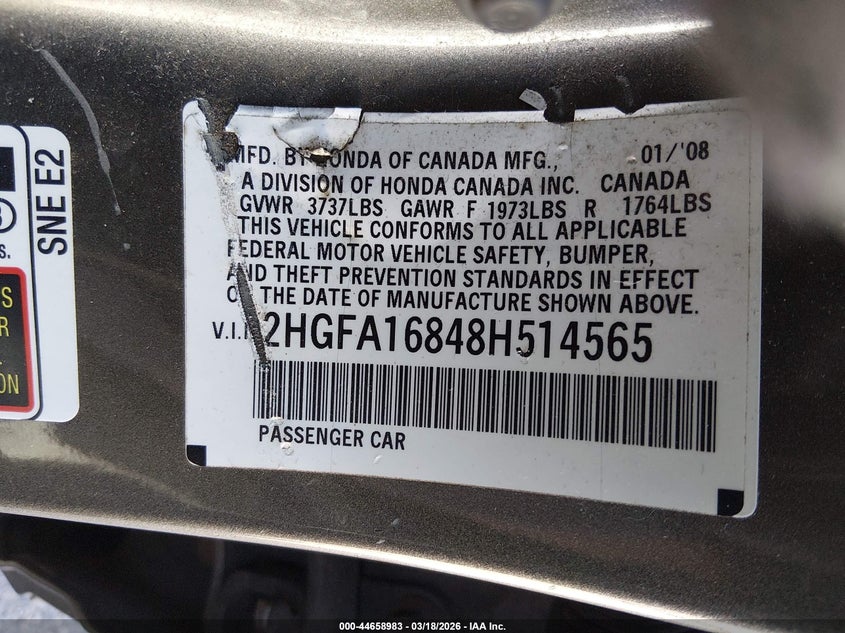 SNE E2
S.
S
R
L.
ON
MFD. BY HONDA OF CANADA MFG., 01/'08
A DIVISION OF HONDA CANADA INC. CANADA
GVWR 3737LBS GAWR F 1973LBS R 1764LBS
THIS VEHICLE CONFORMS TO ALL APPLICABLE
FEDERAL MOTOR VEHICLE SAFETY, BUMPER,
AND THEFT PREVENTION STANDARDS IN EFFECT
ON THE DATE OF MANUFACTURE SHOWN ABOVE.
V.I.N 2HGFA16848H514565
PASSENGER CAR
000-44658983 — 03/18/2026 — IAA Inc.